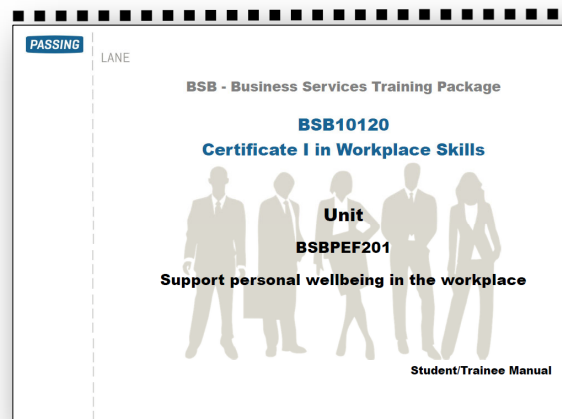 PASSING
LANE
BSB - Business Services Training Package
BSB10120
Certificate I in Workplace Skills
Unit
BSBPEF201
Support personal wellbeing in the workplace
Student/Trainee Manual